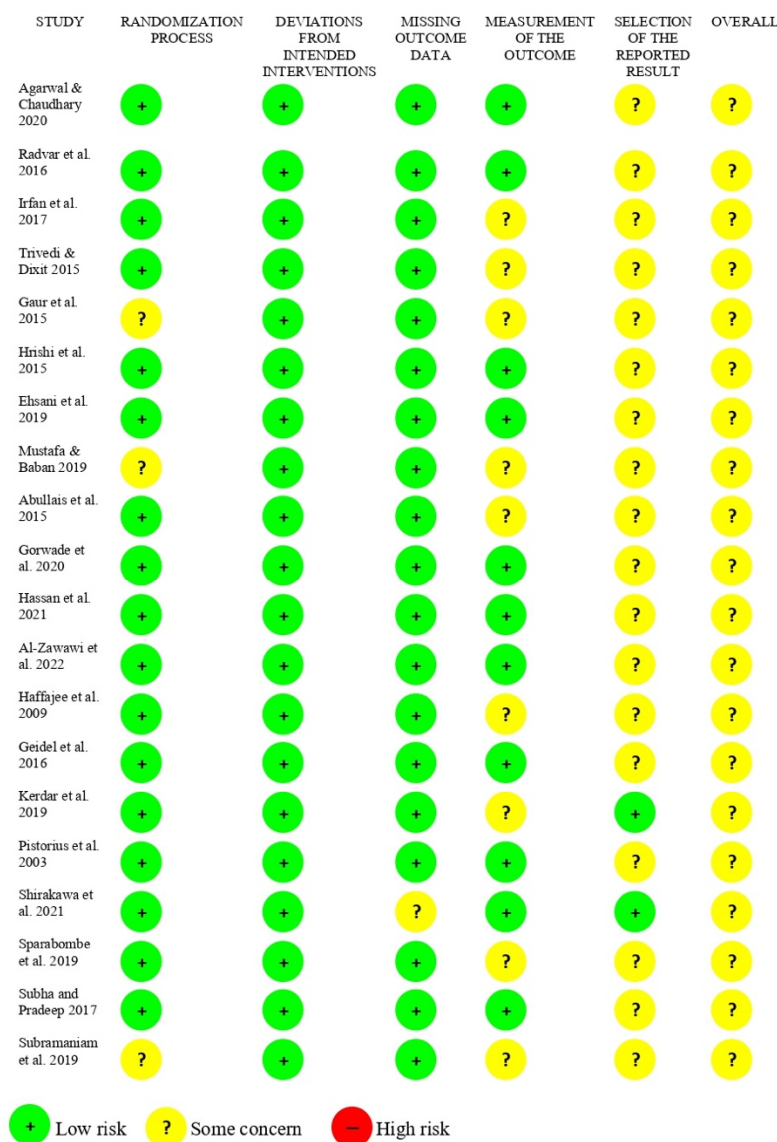 STUDY RANDOMIZATION PROCESS DEVIATIONS FROM INTENDED INTERVENTIONS MISSING OUTCOME DATA MEASUREMENT OF THE OUTCOME SELECTION OF THE REPORTED RESULT OVERALL
Agarwal & Chaudhary 2020 + + + + ? ?
Radvar et al. 2016 + + + + ? ?
Irfan et al. 2017 + + + ? ? ?
Trivedi & Dixit 2015 + + + ? ? ?
Gaur et al. 2015 ? + + ? ? ?
Hrishi et al. 2015 + + + + ? ?
Ehsani et al. 2019 + + + + ? ?
Mustafa & Baban 2019 ? + + ? ? ?
Abullais et al. 2015 + + + ? ? ?
Gorwade et al. 2020 + + + + ? ?
Hassan et al. 2021 + + + + ? ?
Al-Zawawi et al. 2022 + + + + ? ?
Haffajee et al. 2009 + + + ? ? ?
Geidel et al. 2016 + + + + ? ?
Kerdar et al. 2019 + + + ? + ?
Pistorius et al. 2003 + + + + ? ?
Shirakawa et al. 2021 + + ? + + ?
Sparabombe et al. 2019 + + + ? ? ?
Subha and Pradeep 2017 + + + + ? ?
Subramaniam et al. 2019 ? + + ? ? ?
+ Low risk ? Some concern − High risk